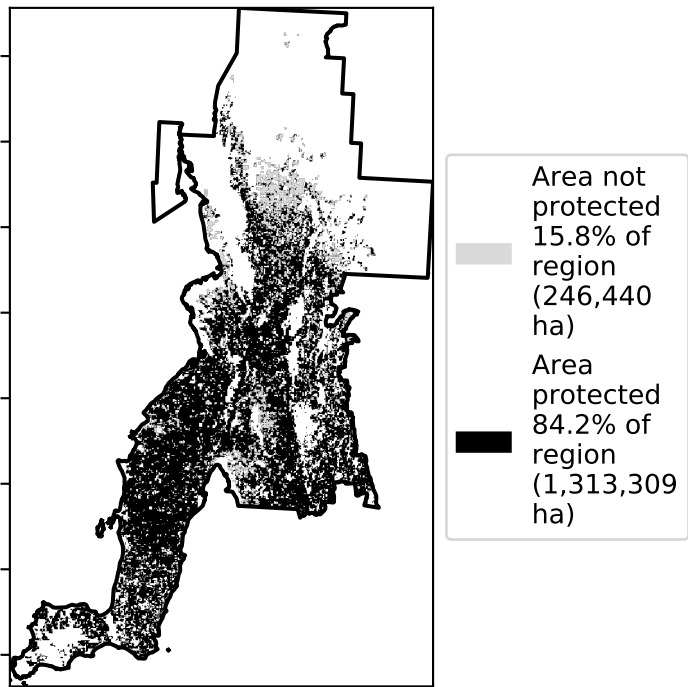 Area not
protected
15.8% of
region
(246,440
ha)
Area
protected
84.2% of
region
(1,313,309
ha)